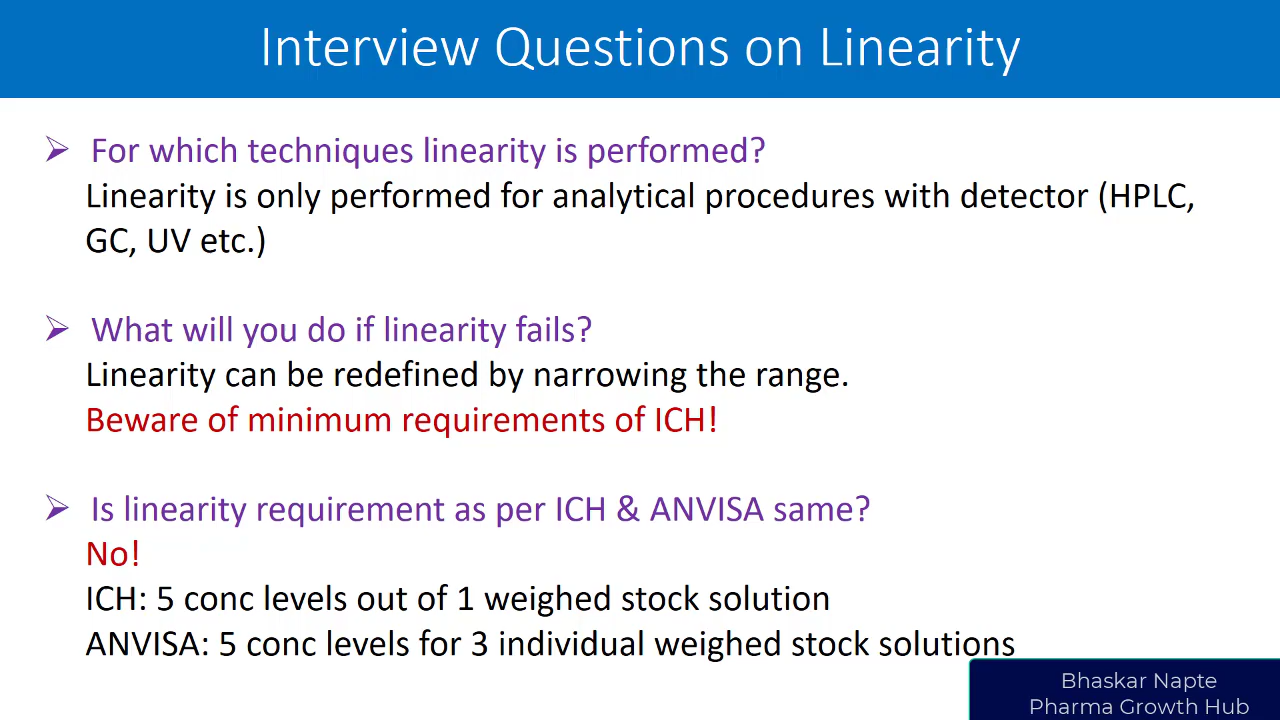 Interview Questions on Linearity
For which techniques linearity is performed?
Linearity is only performed for analytical procedures with detector (HPLC,
GC, UV etc.)
What will you do if linearity fails?
Linearity can be redefined by narrowing the range.
Beware of minimum requirements of ICH!
Is linearity requirement as per ICH & ANVISA same?
No!
ICH: 5 conc levels out of 1 weighed stock solution
ANVISA: 5 conc levels for 3 individual weighed stock solutions
Bhaskar Napte
Pharma Growth Hub